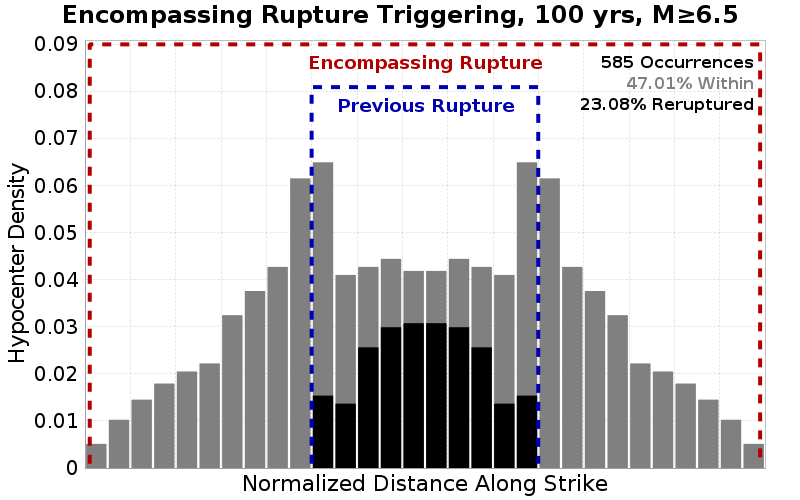 Encompassing Rupture Triggering, 100 yrs, M≥6.5
0.09
0.08
0.07
0.06
0.05
0.04
0.03
0.02
0.01
0
Hypocenter Density
Encompassing Rupture
Previous Rupture
585 Occurrences
47.01% Within
23.08% Reruptured
Normalized Distance Along Strike